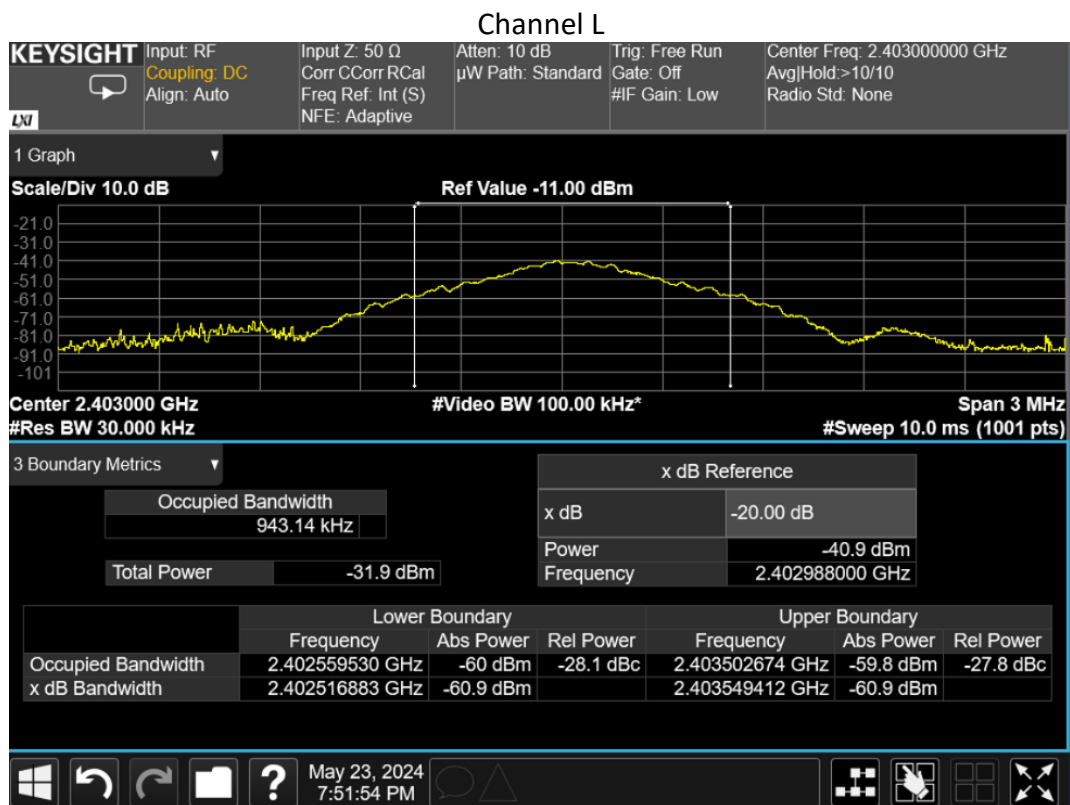 Channel L
KEYSIGHT Input: RF Input Z: 50 Ω Atten: 10 dB Trig: Free Run Center Freq: 2.403000000 GHz
Coupling: DC Corr CCorr RCal µW Path: Standard Gate: Off Avg|Hold:>10/10
Align: Auto Freq Ref: Int (S) #IF Gain: Low Radio Std: None
LXI NFE: Adaptive
1 Graph
Scale/Div 10.0 dB Ref Value -11.00 dBm
-21.0
-31.0
-41.0
-51.0
-61.0
-71.0
-81.0
-91.0
-101
Center 2.403000 GHz #Video BW 100.00 kHz* Span 3 MHz
#Res BW 30.000 kHz #Sweep 10.0 ms (1001 pts)
3 Boundary Metrics
x dB Reference
Occupied Bandwidth
943.14 kHz
x dB -20.00 dB
Power -40.9 dBm
Total Power -31.9 dBm
Frequency 2.402988000 GHz
Lower Boundary Upper Boundary
Frequency Abs Power Rel Power Frequency Abs Power Rel Power
Occupied Bandwidth 2.402559530 GHz -60 dBm -28.1 dBc 2.403502674 GHz -59.8 dBm -27.8 dBc
x dB Bandwidth 2.402516883 GHz -60.9 dBm 2.403549412 GHz -60.9 dBm
? May 23, 2024
7:51:54 PM